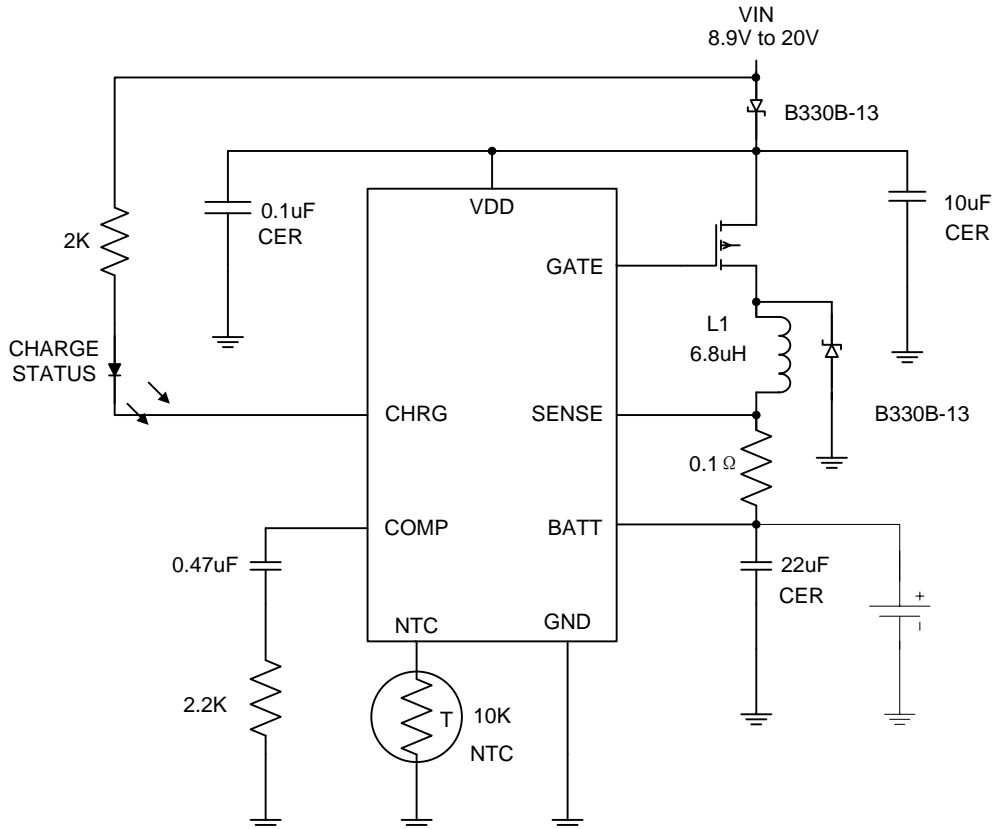 VIN
8.9V to 20V
B330B-13
VDD
0.1uF
CER
10uF
CER
2K
GATE
L1
6.8uH
CHARGE
STATUS
CHRG
SENSE
B330B-13
0.1Ω
COMP
BATT
0.47uF
22uF
CER
+
-
NTC
GND
2.2K
T
10K
NTC